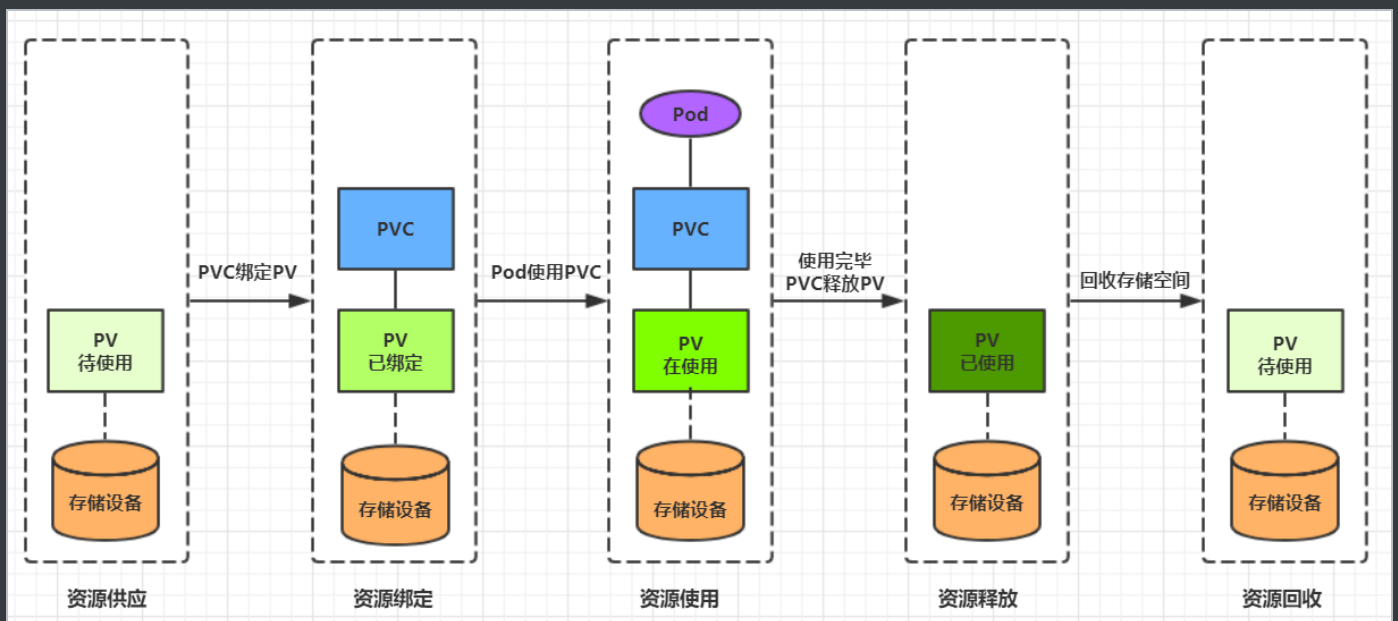 Pod
PVC
PVC
PVC绑定PV
Pod使用PVC
使用完毕
PVC释放PV
回收存储空间
PV
待使用
PV
已绑定
PV
在使用
PV
已使用
PV
待使用
存储设备
存储设备
存储设备
存储设备
存储设备
资源供应
资源绑定
资源使用
资源释放
资源回收